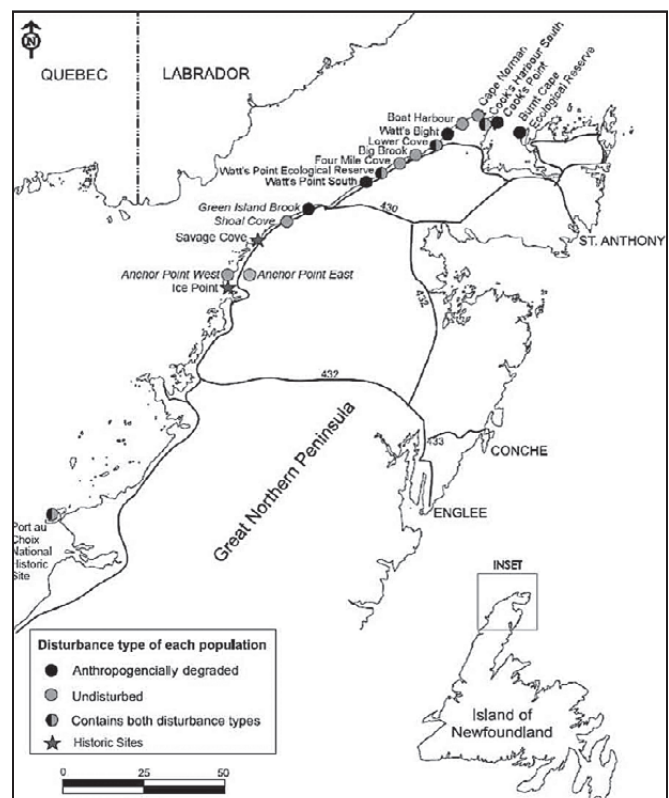 N
QUEBEC
LABRADOR
Cape Norman
Cook's Harbour South
Cook's Point
Burnt Cape
Ecological Reserve
Boat Harbour
Watt's Bight
Lower Cove
Big Brook
Four Mile Cove
Watt's Point Ecological Reserve
Watt's Point South
Green Island Brook
Shoal Cove
Savage Cove
430
ST. ANTHONY
Anchor Point West
Anchor Point East
Ice Point
432
432
433
CONCHE
Great Northern Peninsula
ENGLEE
Port au
Choix
National
Historic
Site
INSET
Island of
Newfoundland
Disturbance type of each population
Anthropogencially degraded
Undisturbed
Contains both disturbance types
Historic Sites
0
25
50